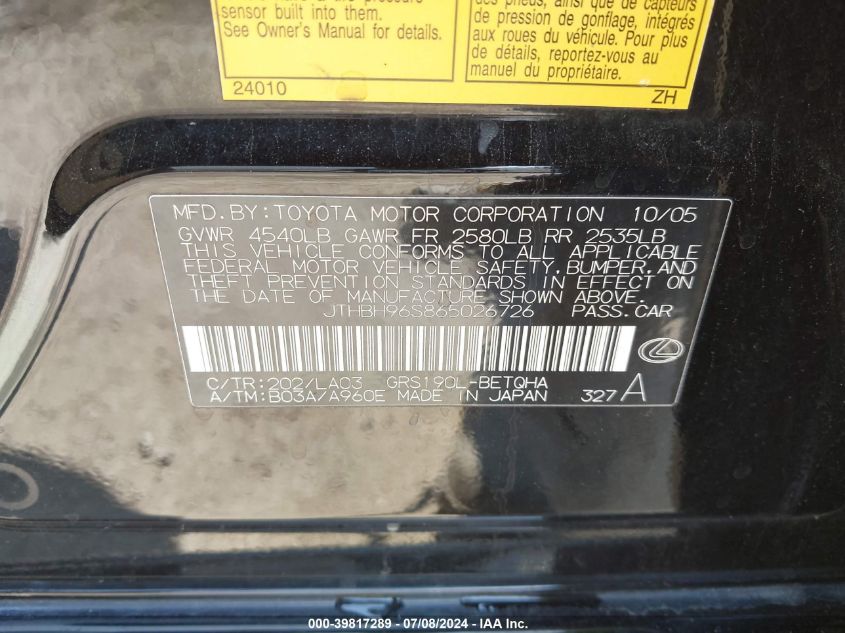 sensor built into them.
See Owner's Manual for details.
24010
des pneus, ainsi que de capteurs
de pression de gonflage, intégrés
aux roues du véhicule. Pour plus
de détails, reportez-vous au
manuel du propriétaire.
ZH
MFD.BY:TOYOTA MOTOR CORPORATION 10/05
GVWR 4540LB GAWR FR 2580LB RR 2535LB
THIS VEHICLE CONFORMS TO ALL APPLICABLE
FEDERAL MOTOR VEHICLE SAFETY,BUMPER,AND
THEFT PREVENTION STANDARDS IN EFFECT ON
THE DATE OF MANUFACTURE SHOWN ABOVE.
JTHBH96S865026726 PASS.CAR
C/TR:202/LA03 GRS190L-BETQHA
A/TM:B03A/A960E MADE IN JAPAN 327A
000-39817289 - 07/08/2024 - IAA Inc.